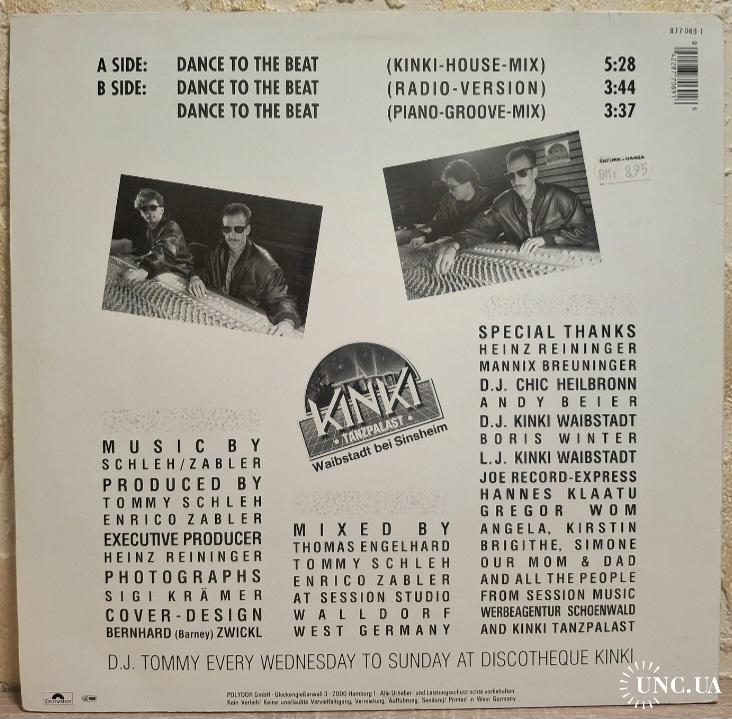 877 069-1
A SIDE: DANCE TO THE BEAT (KINKI-HOUSE-MIX) 5:28
B SIDE: DANCE TO THE BEAT (RADIO-VERSION) 3:44
DANCE TO THE BEAT (PIANO-GROOVE-MIX) 3:37
SATURN-HANSA
DM: 8,95
KINKI
• TANZPALAST •
Waibstadt bei Sinsheim
MUSIC BY
SCHLEH/ZABLER
PRODUCED BY
TOMMY SCHLEH
ENRICO ZABLER
EXECUTIVE PRODUCER
HEINZ REININGER
PHOTOGRAPHS
SIGI KRÄMER
COVER-DESIGN
BERNHARD (Barney) ZWICKL
MIXED BY
THOMAS ENGELHARD
TOMMY SCHLEH
ENRICO ZABLER
AT SESSION STUDIO
WALLDORF
WEST GERMANY
SPECIAL THANKS
HEINZ REININGER
MANNIX BREUNINGER
D.J. CHIC HEILBRONN
ANDY BEIER
D.J. KINKI WAIBSTADT
BORIS WINTER
L.J. KINKI WAIBSTADT
JOE RECORD-EXPRESS
HANNES KLAATU
GREGOR WOM
ANGELA, KIRSTIN
BRIGITHE, SIMONE
OUR MOM & DAD
AND ALL THE PEOPLE
FROM SESSION MUSIC
WERBEAGENTUR SCHOENWALD
AND KINKI TANZPALAST
D.J. TOMMY EVERY WEDNESDAY TO SUNDAY AT DISCOTHEQUE KINKI
polydor
POLYDOR GmbH · Glockengießerwall 3 · 2000 Hamburg 1 · Alle Urheber- und Leistungsschutzrechte vorbehalten.
Kein Verleih! Keine unerlaubte Vervielfältigung, Vermietung, Aufführung, Sendung! Printed in West Germany
UNC.UA